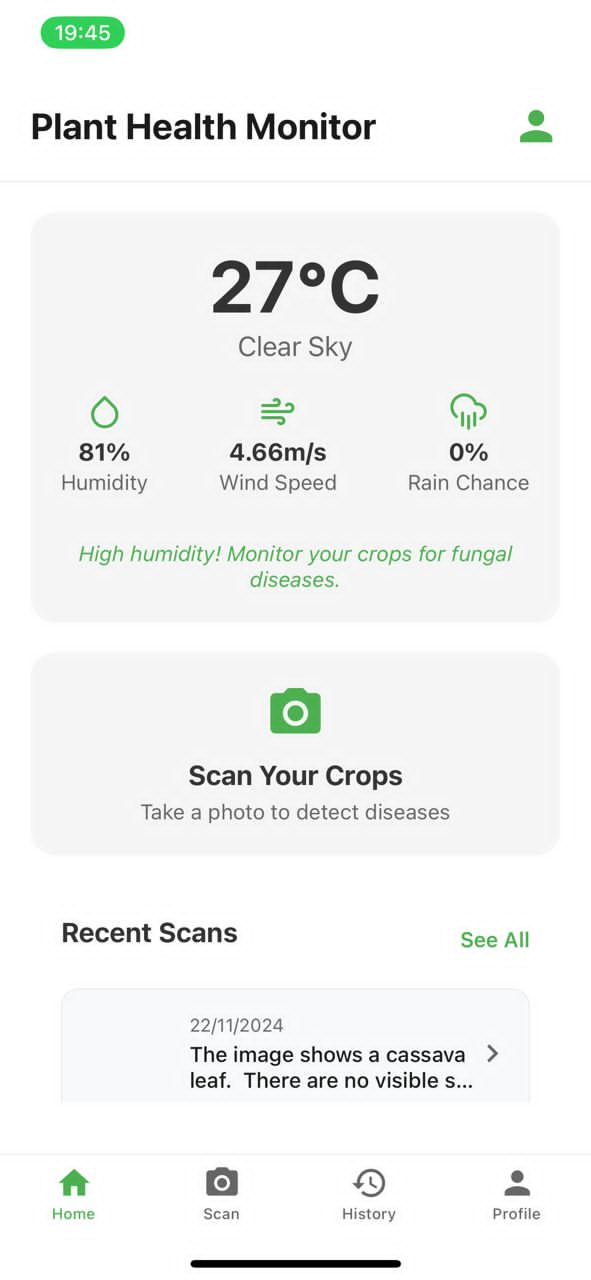 19:45
Plant Health Monitor
27°C
Clear Sky
81% 4.66m/s 0%
Humidity Wind Speed Rain Chance
High humidity! Monitor your crops for fungal
diseases.
Scan Your Crops
Take a photo to detect diseases
Recent Scans See All
22/11/2024
The image shows a cassava
leaf. There are no visible s...
Home Scan History Profile